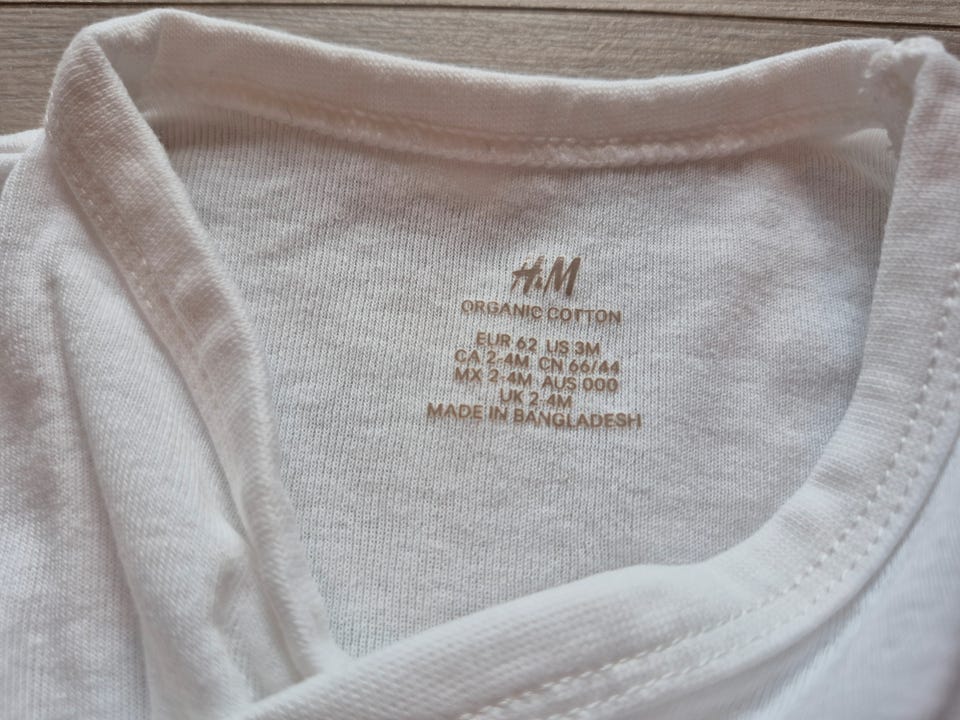 H&M
ORGANIC COTTON
EUR 62 US 3M
CA 2-4M CN 66/44
MX 2-4M AUS 000
UK 2-4M
MADE IN BANGLADESH